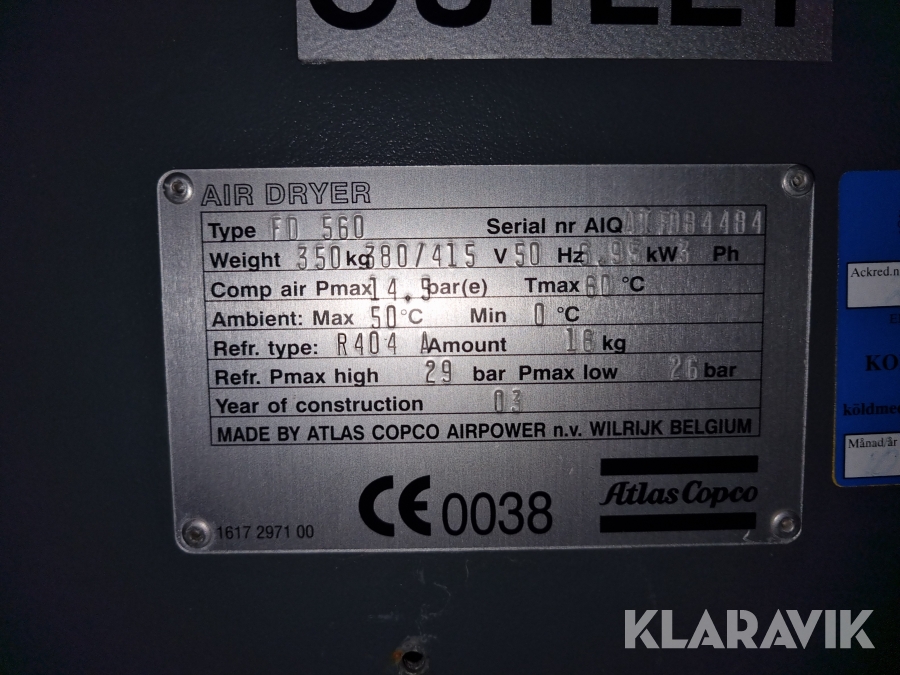 OUTLET
AIR DRYER
Type FD 560 Serial nr AIQ
Weight 350 kg 380/415 V 50 Hz kW 3 Ph
Comp air Pmax 14.5 bar(e) Tmax 60 °C
Ambient: Max 50 °C Min 0 °C
Refr. type: R404 A Amount 16 kg
Refr. Pmax high 29 bar Pmax low 26 bar
Year of construction 03
MADE BY ATLAS COPCO AIRPOWER n.v. WILRIJK BELGIUM
CE 0038
Atlas Copco
1617 2971 00
Ackred.n
KO
köldmed
Månad/år
KLARAVIK